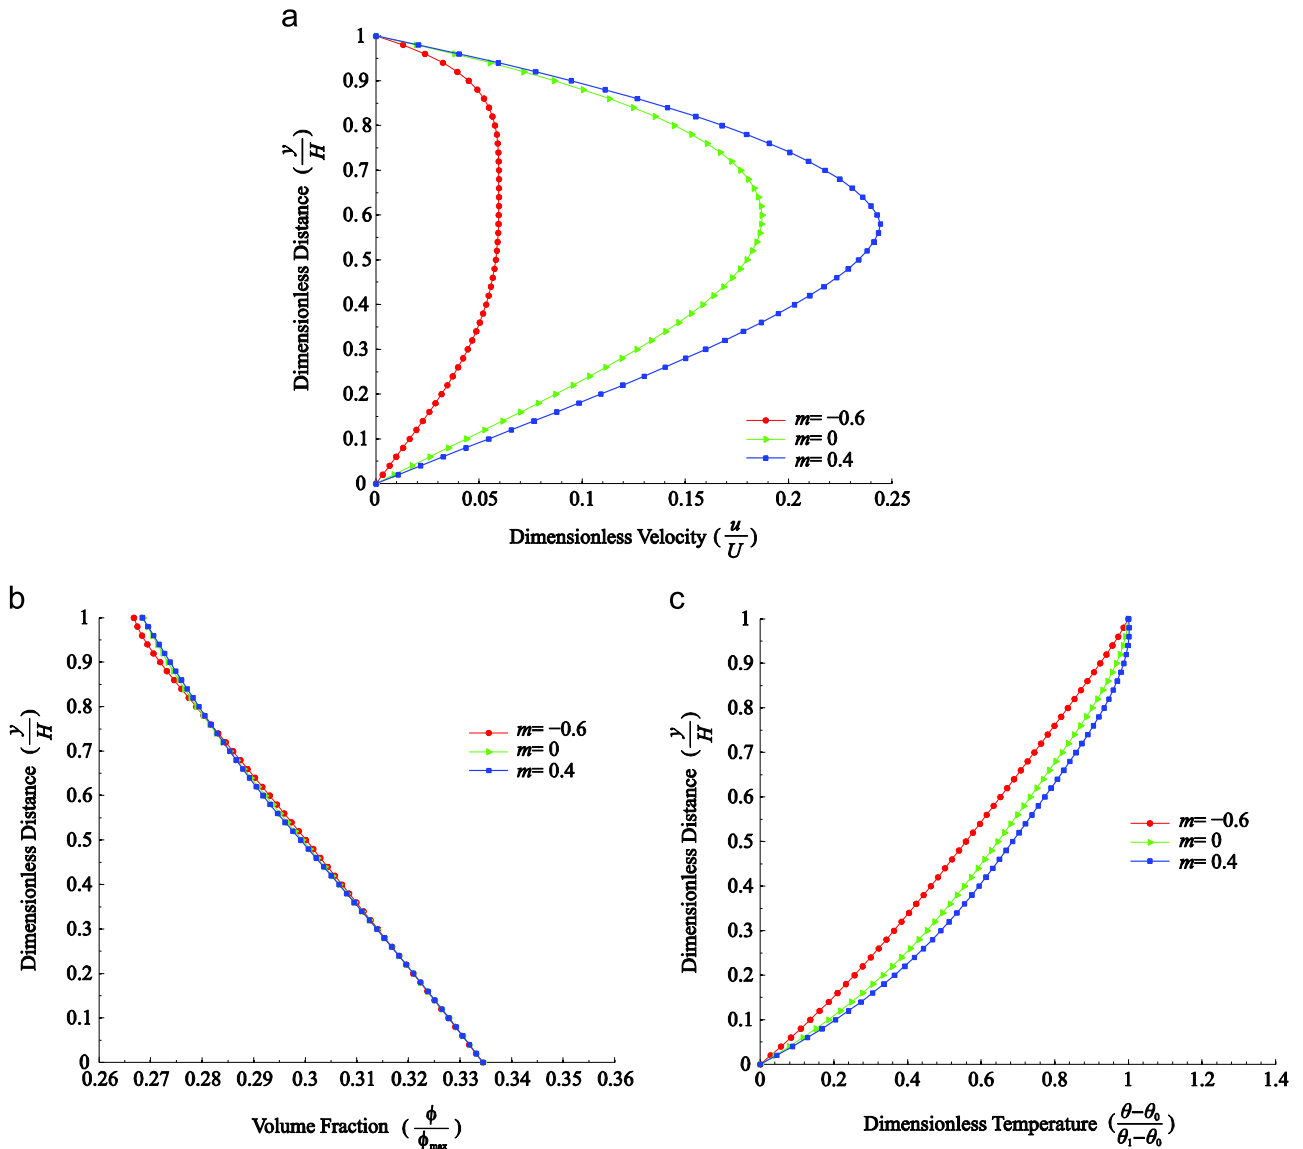 a
1
0.9
0.8
0.7
0.6
0.5
0.4
0.3
0.2
0.1
0
Dimensionless Distance (y/H)
m= −0.6
m= 0
m= 0.4
0 0.05 0.1 0.15 0.2 0.25
Dimensionless Velocity (u/U)
b
1
0.9
0.8
0.7
0.6
0.5
0.4
0.3
0.2
0.1
0
Dimensionless Distance (y/H)
m= −0.6
m= 0
m= 0.4
0.26 0.27 0.28 0.29 0.3 0.31 0.32 0.33 0.34 0.35 0.36
Volume Fraction (ϕ/ϕmax)
c
1
0.9
0.8
0.7
0.6
0.5
0.4
0.3
0.2
0.1
0
Dimensionless Distance (y/H)
m= −0.6
m= 0
m= 0.4
0 0.2 0.4 0.6 0.8 1 1.2 1.4
Dimensionless Temperature (θ−θ₀/θ₁−θ₀)